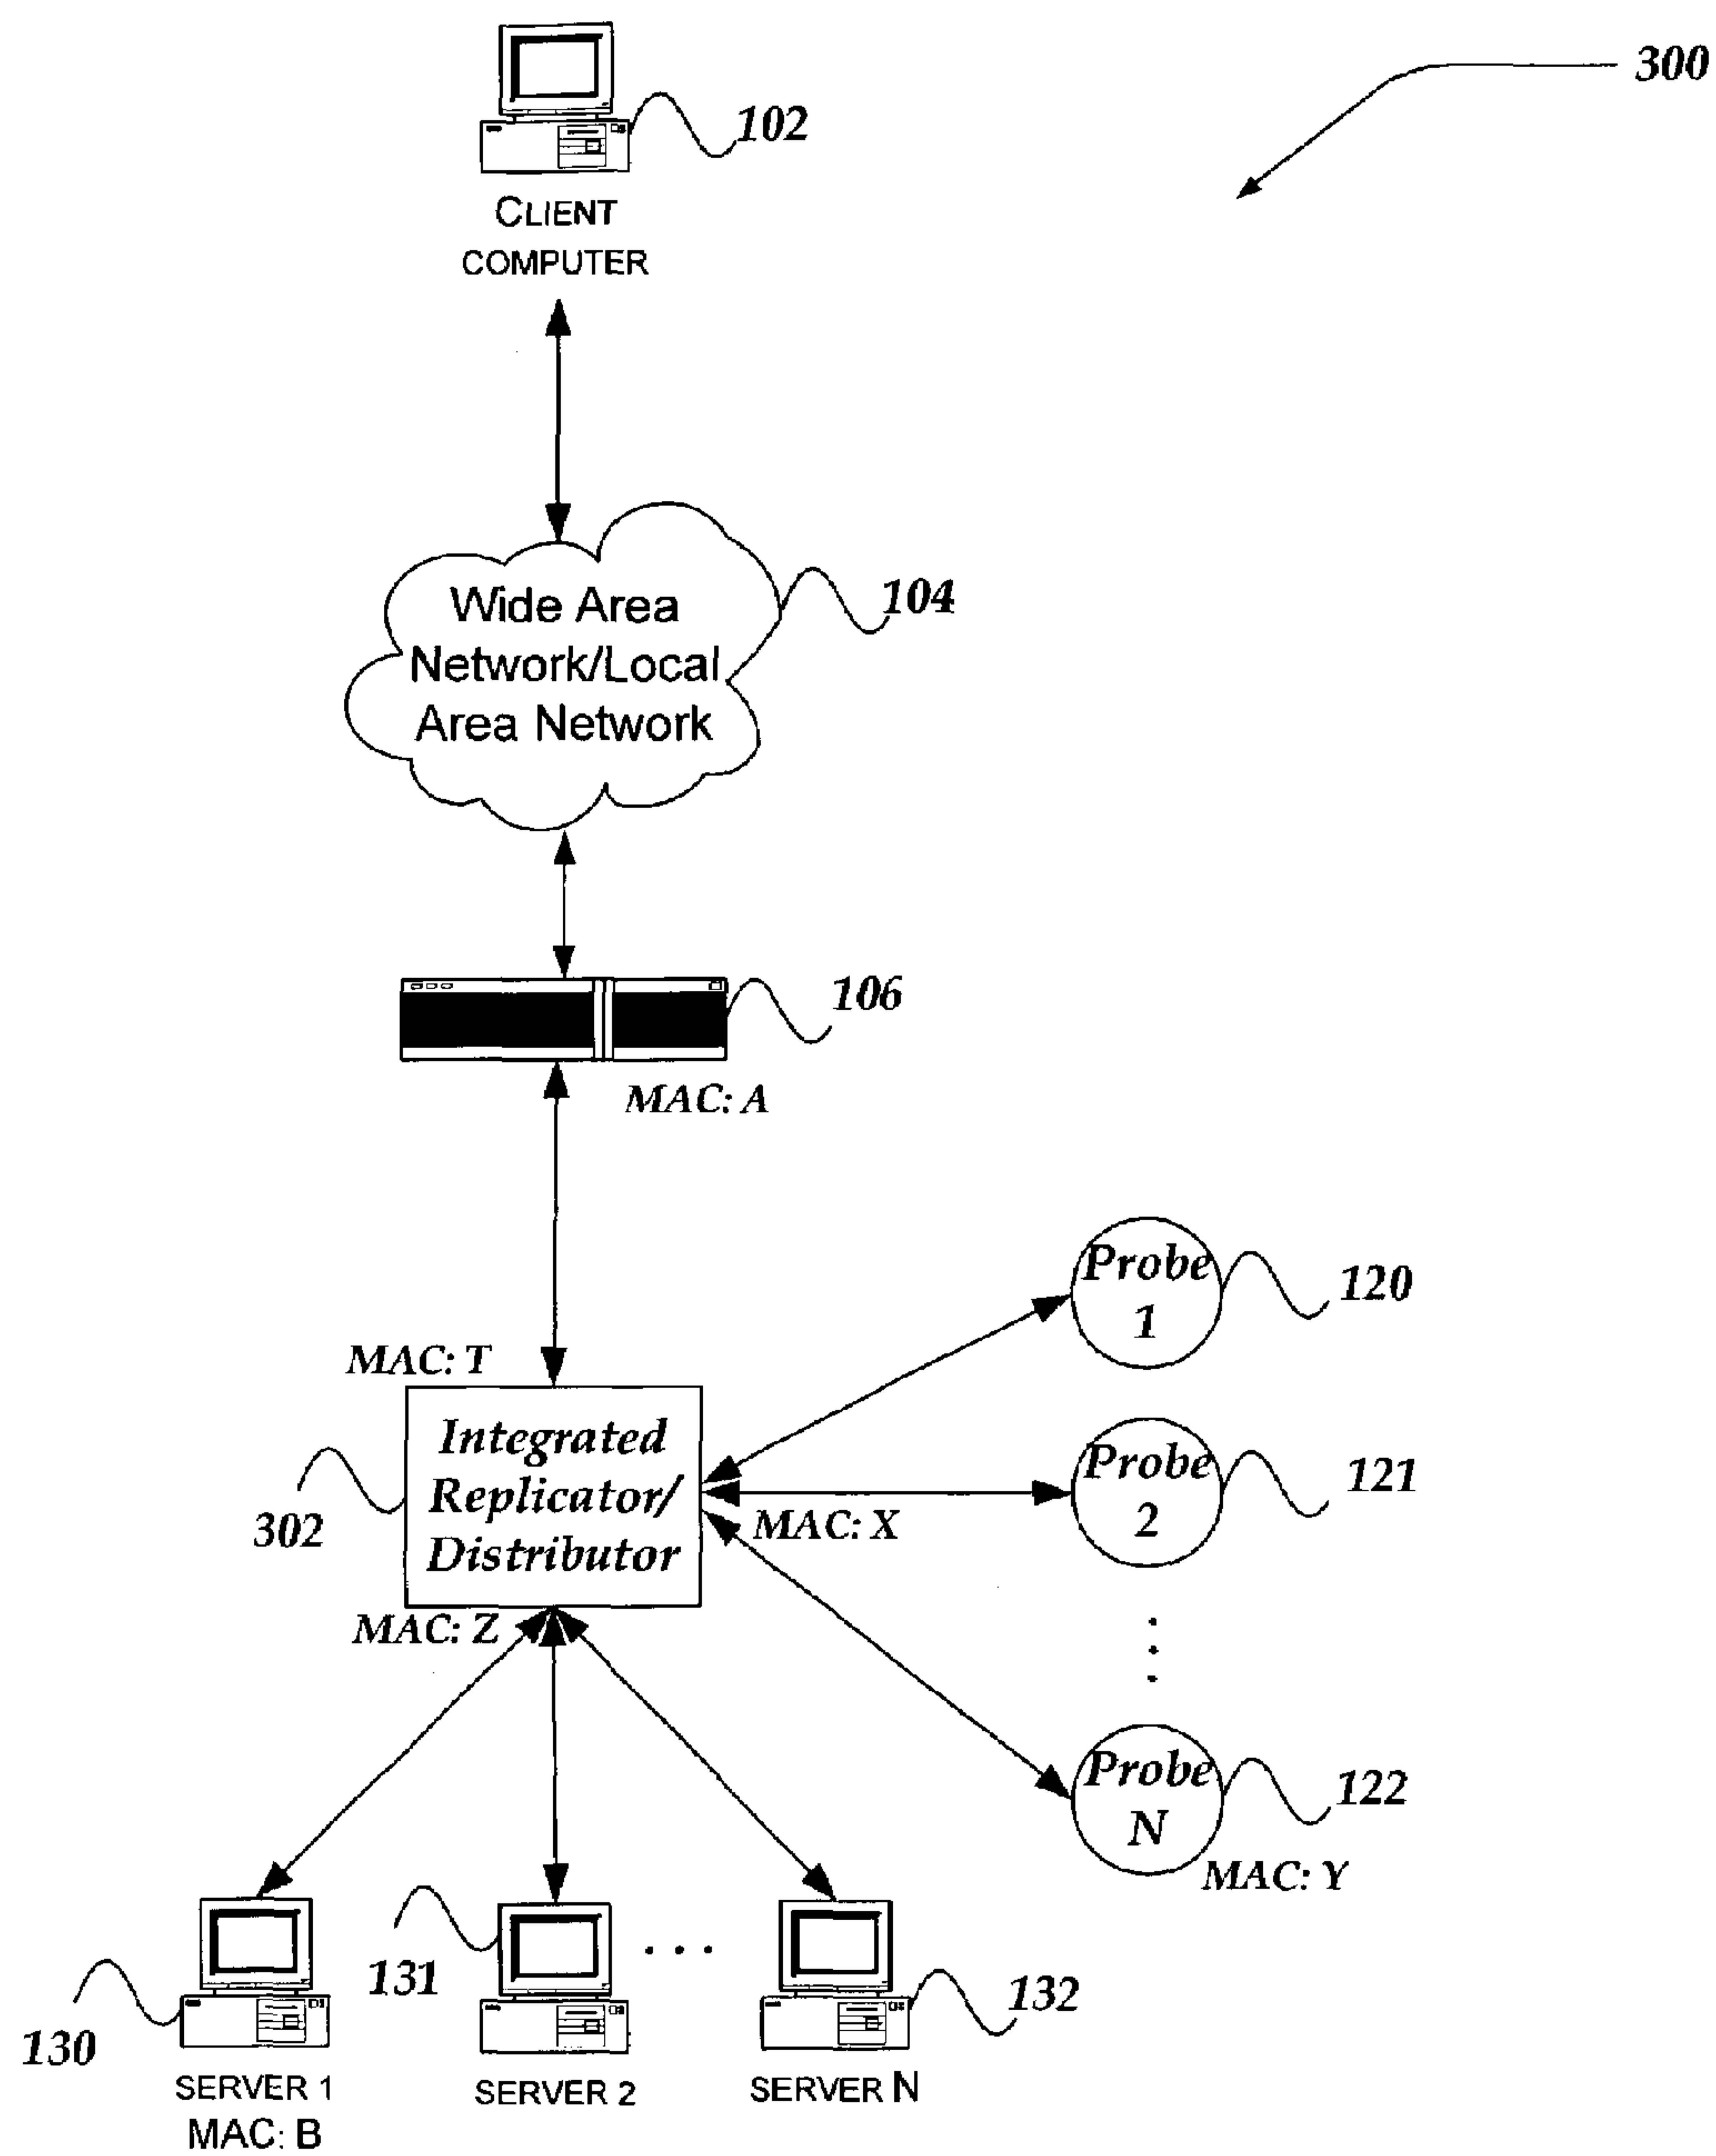 300
102
CLIENT
COMPUTER
Wide Area
Network/Local
Area Network
104
106
MAC: A
MAC: T
Integrated
Replicator/
Distributor
302
MAC: X
MAC: Z
Probe
1
120
Probe
2
121
Probe
N
122
MAC: Y
130
131
132
SERVER 1
MAC: B
SERVER 2
SERVER N